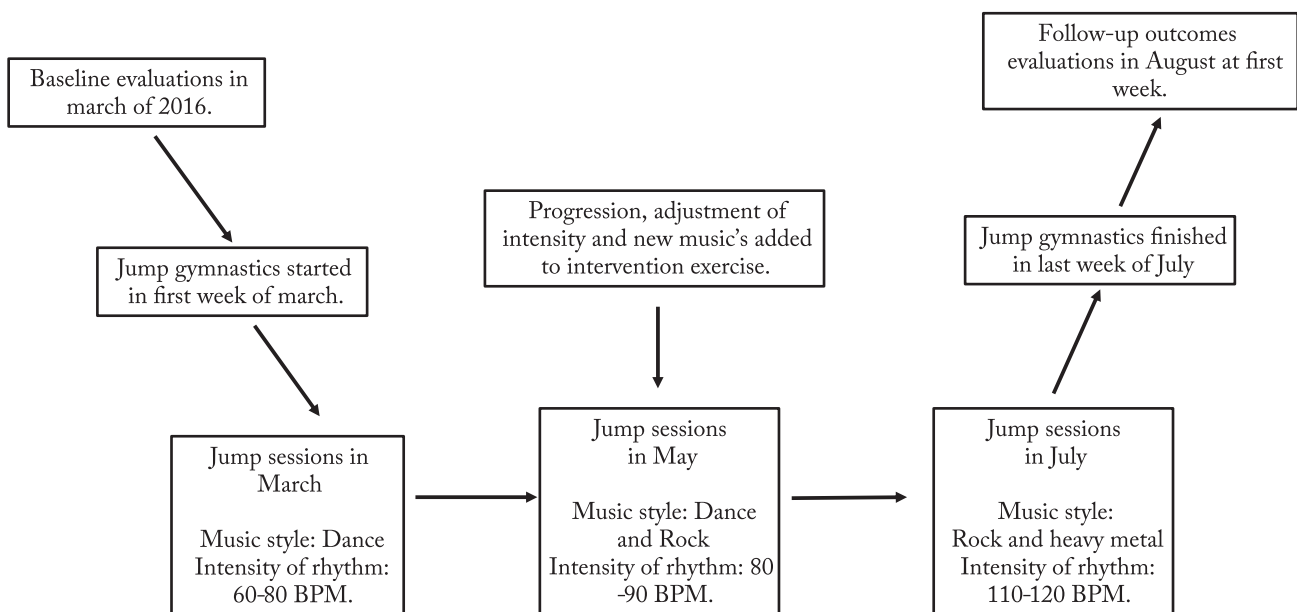 Baseline evaluations in
march of 2016.
Jump gymnastics started
in first week of march.
Jump sessions in
March
Music style: Dance
Intensity of rhythm:
60-80 BPM.
Progression, adjustment of
intensity and new music’s added
to intervention exercise.
Jump sessions
in May
Music style: Dance
and Rock
Intensity of rhythm: 80
-90 BPM.
Jump sessions
in July
Music style:
Rock and heavy metal
Intensity of rhythm:
110-120 BPM.
Jump gymnastics finished
in last week of July
Follow-up outcomes
evaluations in August at first
week.